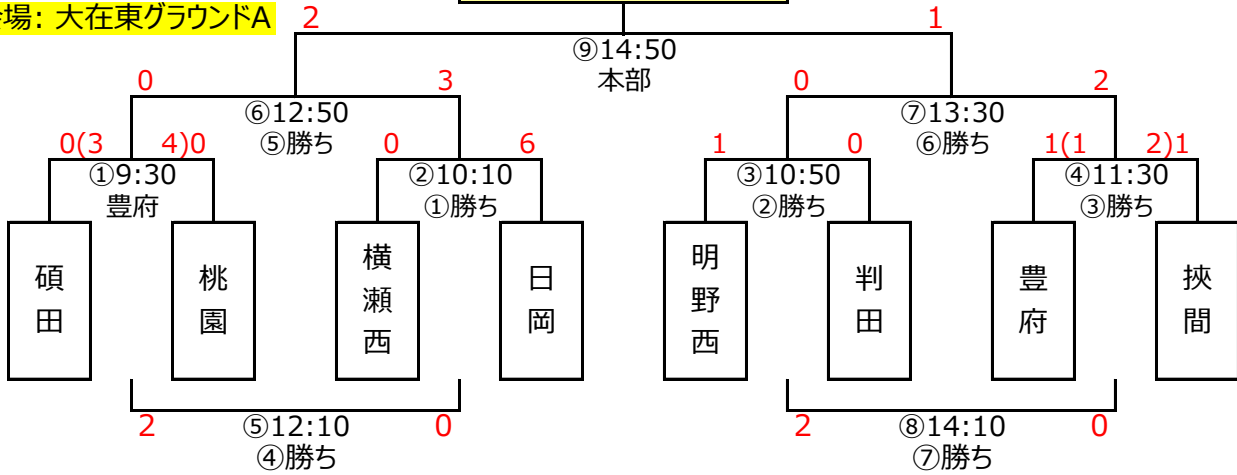 場: 大在東グラウンドA
2 1
⑨14:50
本部
0 3 0 2
⑥12:50 ⑦13:30
⑤勝ち ⑥勝ち
0(3 4)0 0 6 1 0 1(1 2)1
①9:30 ②10:10 ③10:50 ④11:30
豊府 ①勝ち ②勝ち ③勝ち
碩田 桃園 横瀬西 日岡 明野西 判田 豊府 挾間
2 ⑤12:10 0 2 ⑧14:10 0
④勝ち ⑦勝ち